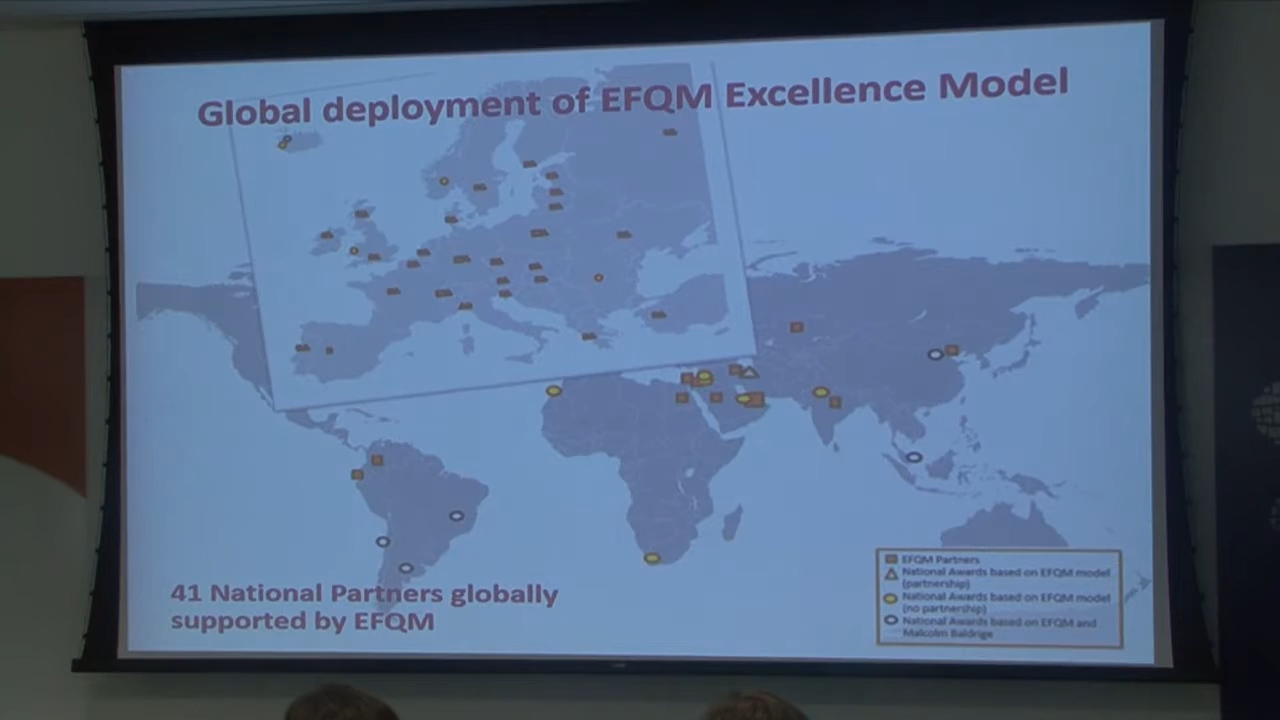 Global deployment of EFQM Excellence Model
41 National Partners globally
supported by EFQM
EFQM Partners
National Awards based on EFQM model
(partnership)
National Awards based on EFQM model
(no partnership)
National Awards based on EFQM and
Malcolm Baldrige